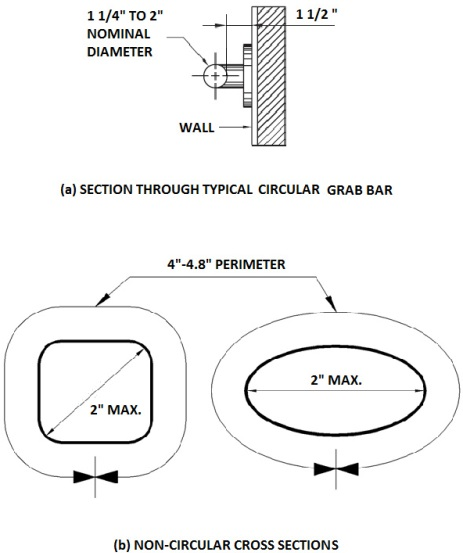 1 1/4" TO 2"
NOMINAL
DIAMETER
1 1/2 "
WALL
(a) SECTION THROUGH TYPICAL CIRCULAR GRAB BAR
4"-4.8" PERIMETER
2" MAX.
2" MAX.
(b) NON-CIRCULAR CROSS SECTIONS